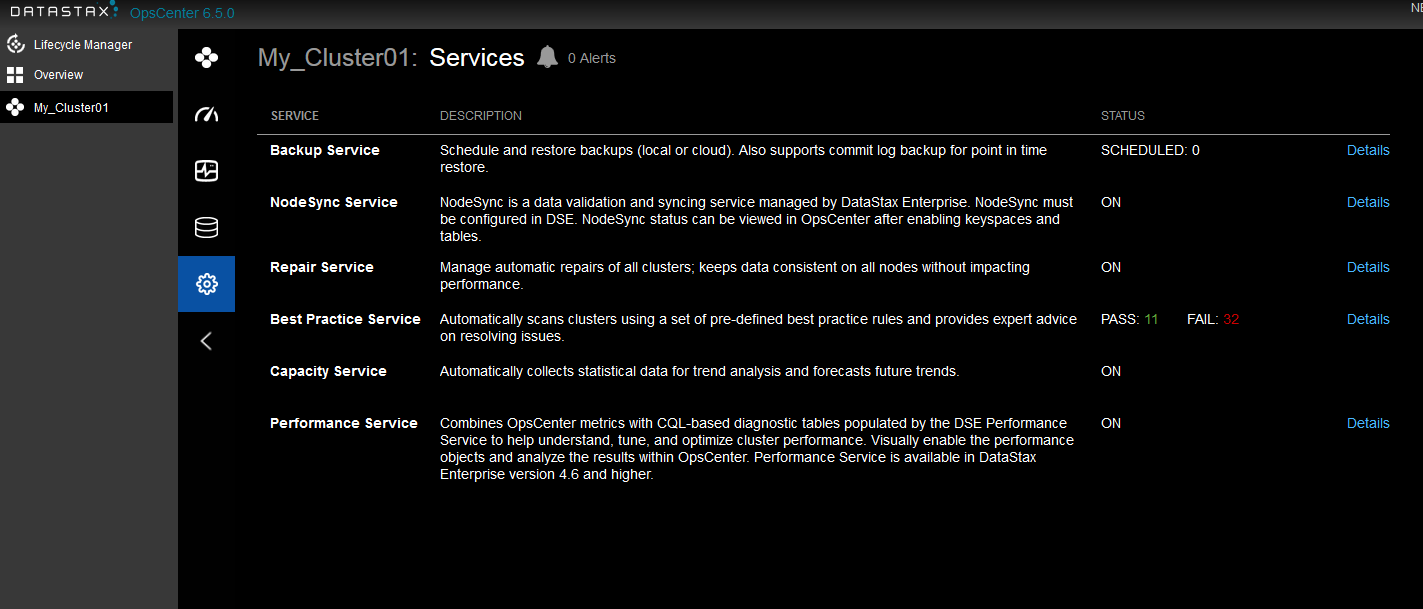 DATASTAX OpsCenter 6.5.0
Lifecycle Manager
Overview
My_Cluster01
My_Cluster01: Services 0 Alerts
SERVICE DESCRIPTION STATUS
Backup Service Schedule and restore backups (local or cloud). Also supports commit log backup for point in time SCHEDULED: 0 Details
restore.
NodeSync Service NodeSync is a data validation and syncing service managed by DataStax Enterprise. NodeSync must ON Details
be configured in DSE. NodeSync status can be viewed in OpsCenter after enabling keyspaces and
tables.
Repair Service Manage automatic repairs of all clusters; keeps data consistent on all nodes without impacting ON Details
performance.
Best Practice Service Automatically scans clusters using a set of pre-defined best practice rules and provides expert advice PASS: 11 FAIL: 32 Details
on resolving issues.
Capacity Service Automatically collects statistical data for trend analysis and forecasts future trends. ON
Performance Service Combines OpsCenter metrics with CQL-based diagnostic tables populated by the DSE Performance ON Details
Service to help understand, tune, and optimize cluster performance. Visually enable the performance
objects and analyze the results within OpsCenter. Performance Service is available in DataStax
Enterprise version 4.6 and higher.